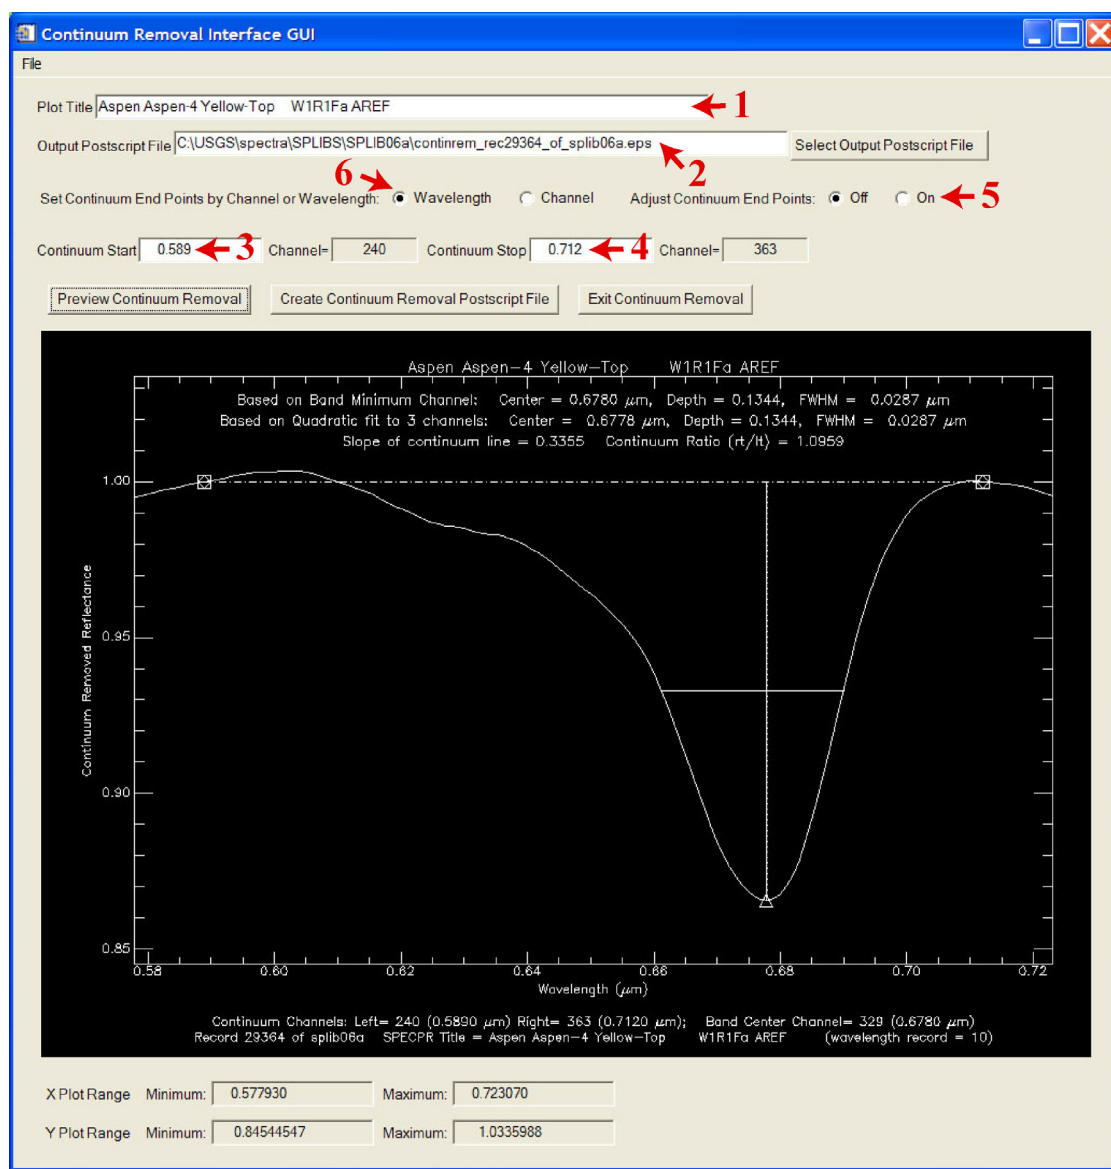 Continuum Removal Interface GUI
File
Plot Title Aspen Aspen-4 Yellow-Top W1R1Fa AREF 1
Output Postscript File C:\USGS\spectra\SPLIBS\SPLIB06a\continrem_rec29364_of_splib06a.eps 2 Select Output Postscript File
6
Set Continuum End Points by Channel or Wavelength: Wavelength Channel Adjust Continuum End Points: Off On 5
Continuum Start 0.589 3 Channel= 240 Continuum Stop 0.712 4 Channel= 363
Preview Continuum Removal Create Continuum Removal Postscript File Exit Continuum Removal
Aspen Aspen-4 Yellow-Top W1R1Fa AREF
Based on Band Minimum Channel: Center = 0.6780 μm, Depth = 0.1344, FWHM = 0.0287 μm
Based on Quadratic fit to 3 channels: Center = 0.6778 μm, Depth = 0.1344, FWHM = 0.0287 μm
Slope of continuum line = 0.3355 Continuum Ratio (rt/lt) = 1.0959
1.00
0.95
0.90
0.85
Continuum Removed Reflectance
0.58 0.60 0.62 0.64 0.66 0.68 0.70 0.72
Wavelength (μm)
Continuum Channels: Left= 240 (0.5890 μm) Right= 363 (0.7120 μm); Band Center Channel= 329 (0.6780 μm)
Record 29364 of splib06a SPECPR Title = Aspen Aspen-4 Yellow-Top W1R1Fa AREF (wavelength record = 10)
X Plot Range Minimum: 0.577930 Maximum: 0.723070
Y Plot Range Minimum: 0.84544547 Maximum: 1.0335988